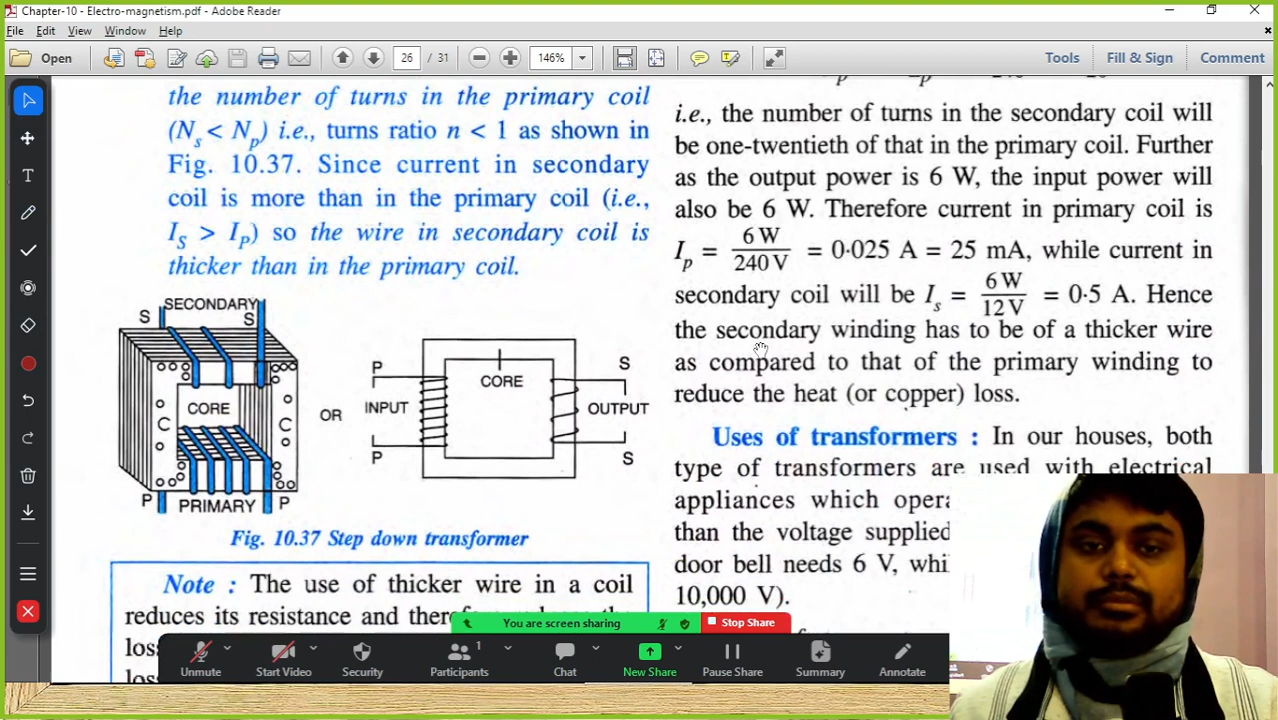 Chapter-10 - Electro-magnetism.pdf - Adobe Reader
File Edit View Window Help
Open 26 / 31 146% Tools Fill & Sign Comment
the number of turns in the primary coil
(Ns < Np) i.e., turns ratio n < 1 as shown in
Fig. 10.37. Since current in secondary
coil is more than in the primary coil (i.e.,
IS > IP) so the wire in secondary coil is
thicker than in the primary coil.
SECONDARY
S S
CORE
C C
P PRIMARY P
OR
P S
CORE
INPUT OUTPUT
P S
Fig. 10.37 Step down transformer
Note : The use of thicker wire in a coil
reduces its resistance and
i.e., the number of turns in the secondary coil will
be one-twentieth of that in the primary coil. Further
as the output power is 6 W, the input power will
also be 6 W. Therefore current in primary coil is
Ip = 6 W / 240 V = 0·025 A = 25 mA, while current in
secondary coil will be Is = 6 W / 12 V = 0·5 A. Hence
the secondary winding has to be of a thicker wire
as compared to that of the primary winding to
reduce the heat (or copper) loss.
Uses of transformers : In our houses, both
type of transformers are used with electrical
appliances which
than the voltage supplied
door bell needs 6 V,
10,000 V).
You are screen sharing Stop Share
Unmute Start Video Security Participants 1 Chat New Share Pause Share Summary Annotate